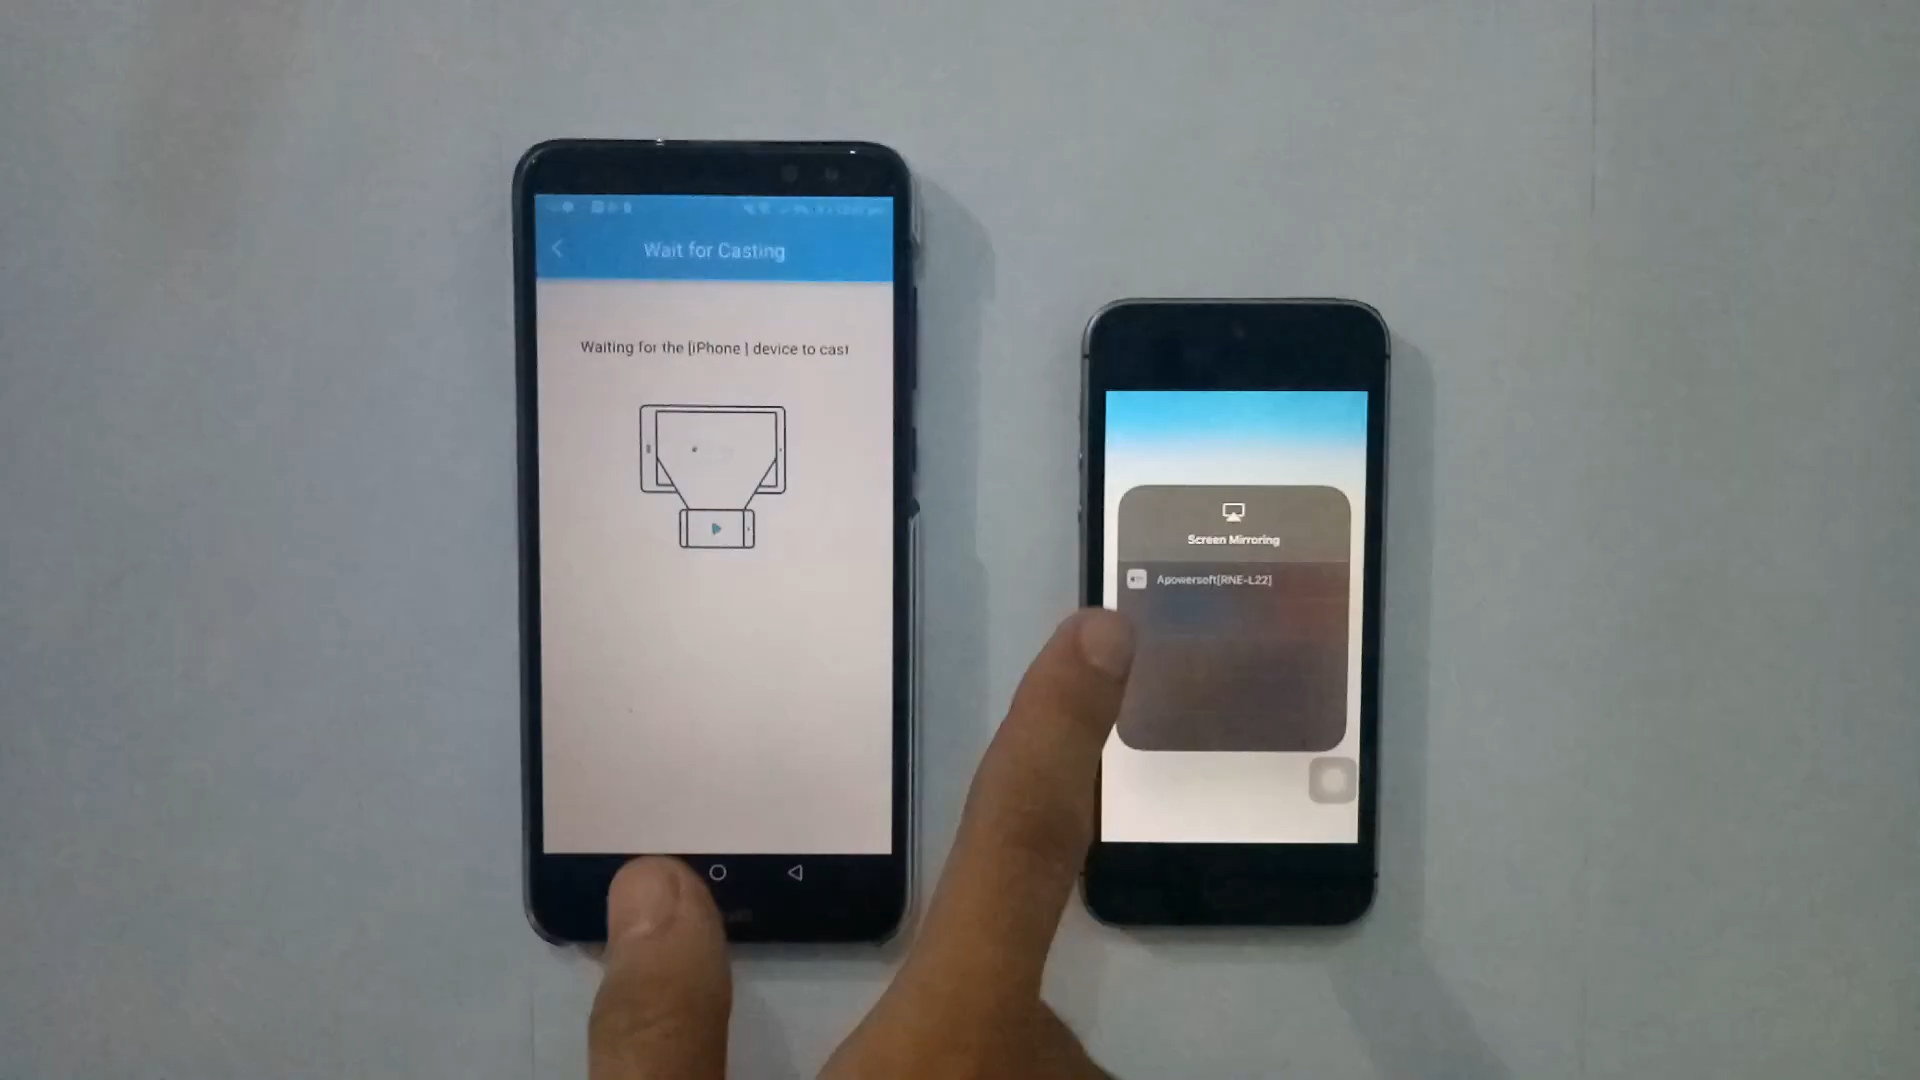 Wait for Casting
Waiting for the [iPhone ] device to cast
Screen Mirroring
Apowersoft[RNE-L22]